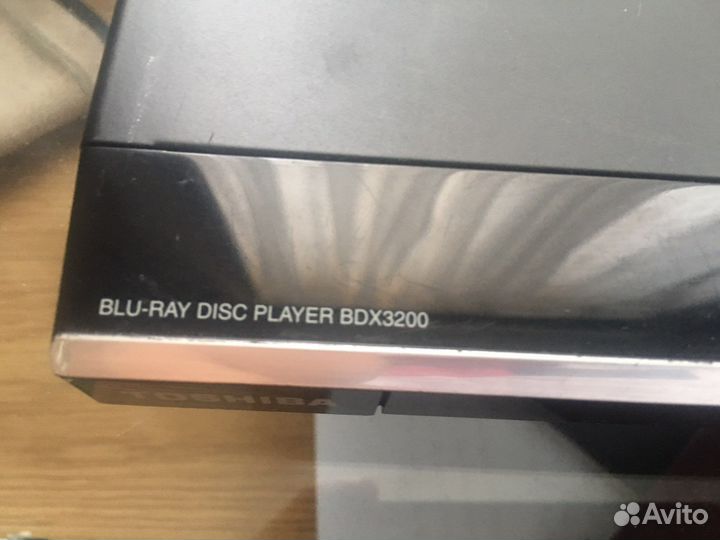 BLU-RAY DISC PLAYER BDX3200
TOSHIBA
Avito